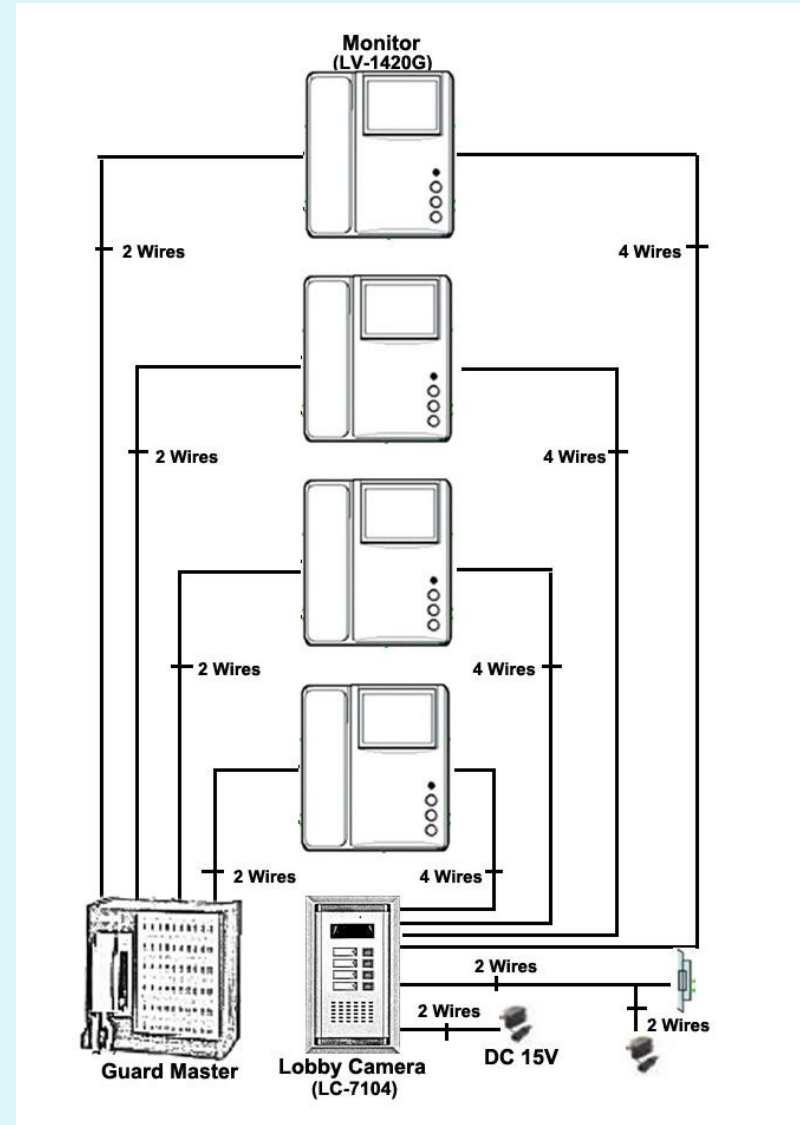 Monitor
(LV-1420G)
2 Wires
4 Wires
2 Wires
4 Wires
2 Wires
4 Wires
2 Wires
4 Wires
2 Wires
2 Wires
2 Wires
DC 15V
Guard Master
Lobby Camera
(LC-7104)